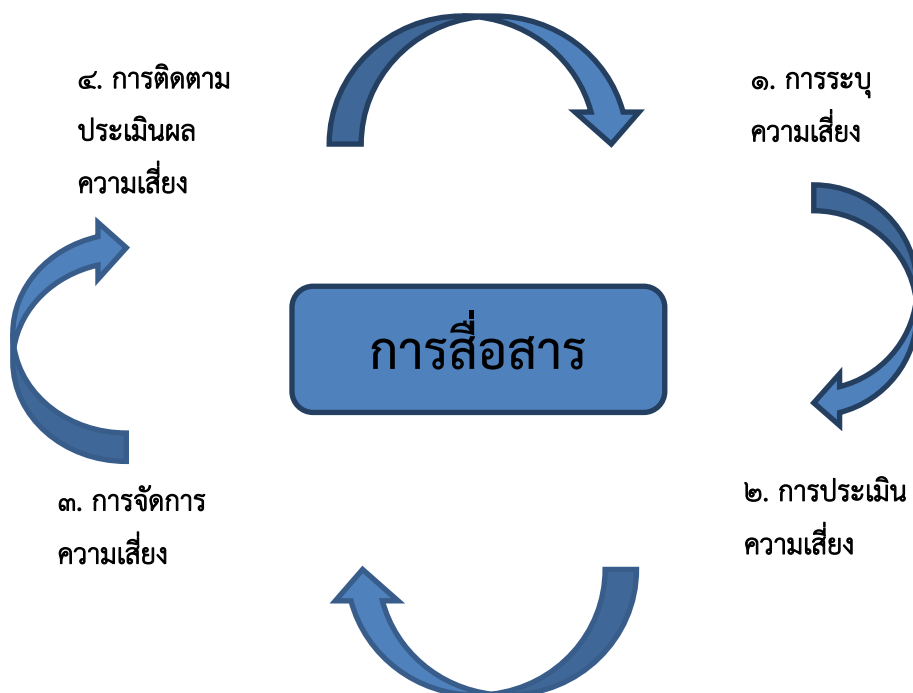 ๔. การติดตาม
ประเมินผล
ความเสี่ยง
๑. การระบุ
ความเสี่ยง
การสื่อสาร
๓. การจัดการ
ความเสี่ยง
๒. การประเมิน
ความเสี่ยง